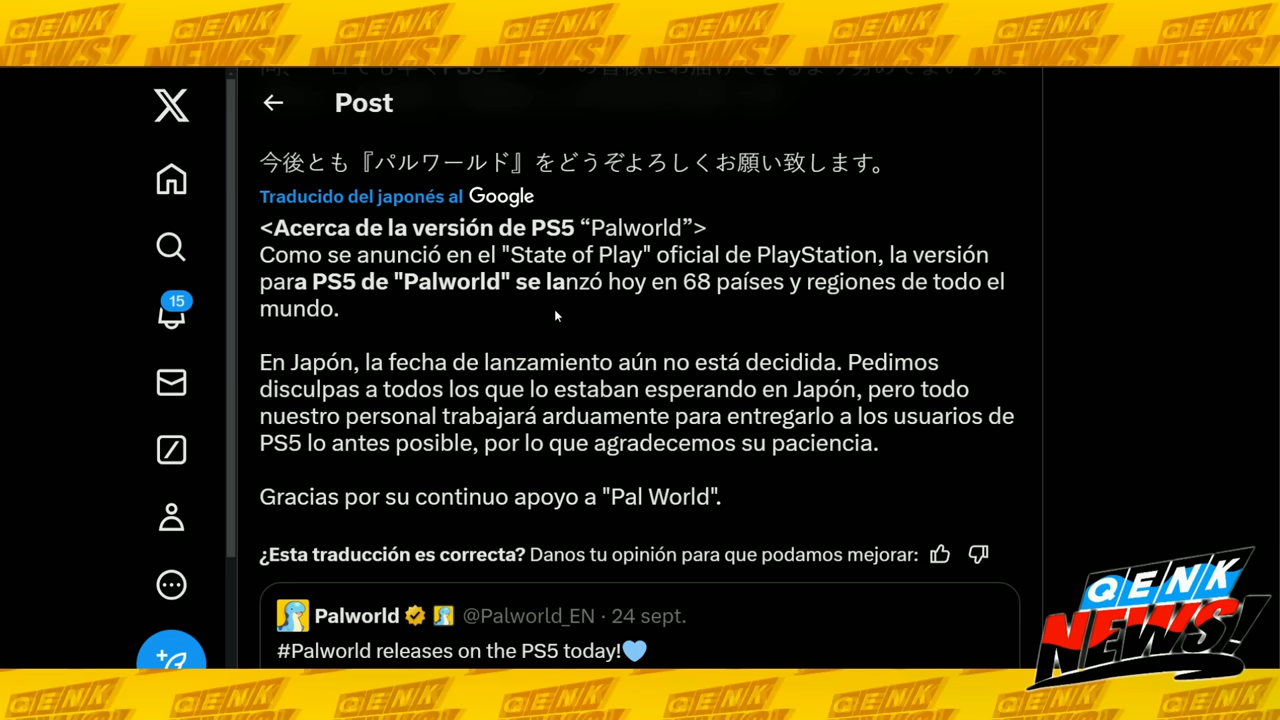 Post
今後とも『パルワールド』をどうぞよろしくお願い致します。
Traducido del japonés al Google
<Acerca de la versión de PS5 “Palworld”>
Como se anunció en el "State of Play" oficial de PlayStation, la versión
para PS5 de "Palworld" se lanzó hoy en 68 países y regiones de todo el
mundo.
15
En Japón, la fecha de lanzamiento aún no está decidida. Pedimos
disculpas a todos los que lo estaban esperando en Japón, pero todo
nuestro personal trabajará arduamente para entregarlo a los usuarios de
PS5 lo antes posible, por lo que agradecemos su paciencia.
Gracias por su continuo apoyo a "Pal World".
¿Esta traducción es correcta? Danos tu opinión para que podamos mejorar:
Palworld @Palworld_EN · 24 sept.
#Palworld releases on the PS5 today!🩵
QENK
NEWS!